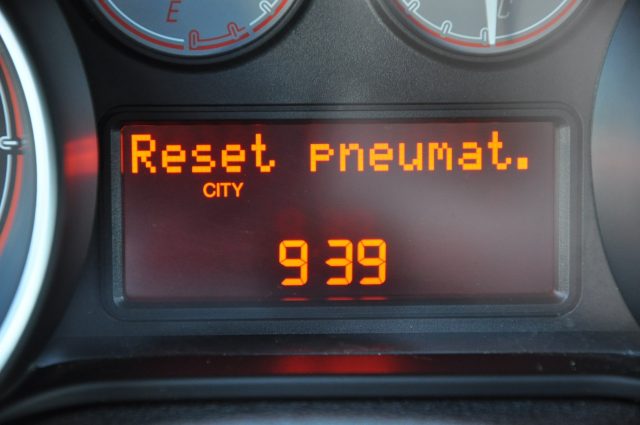 E
C
Reset pneumat.
CITY
939